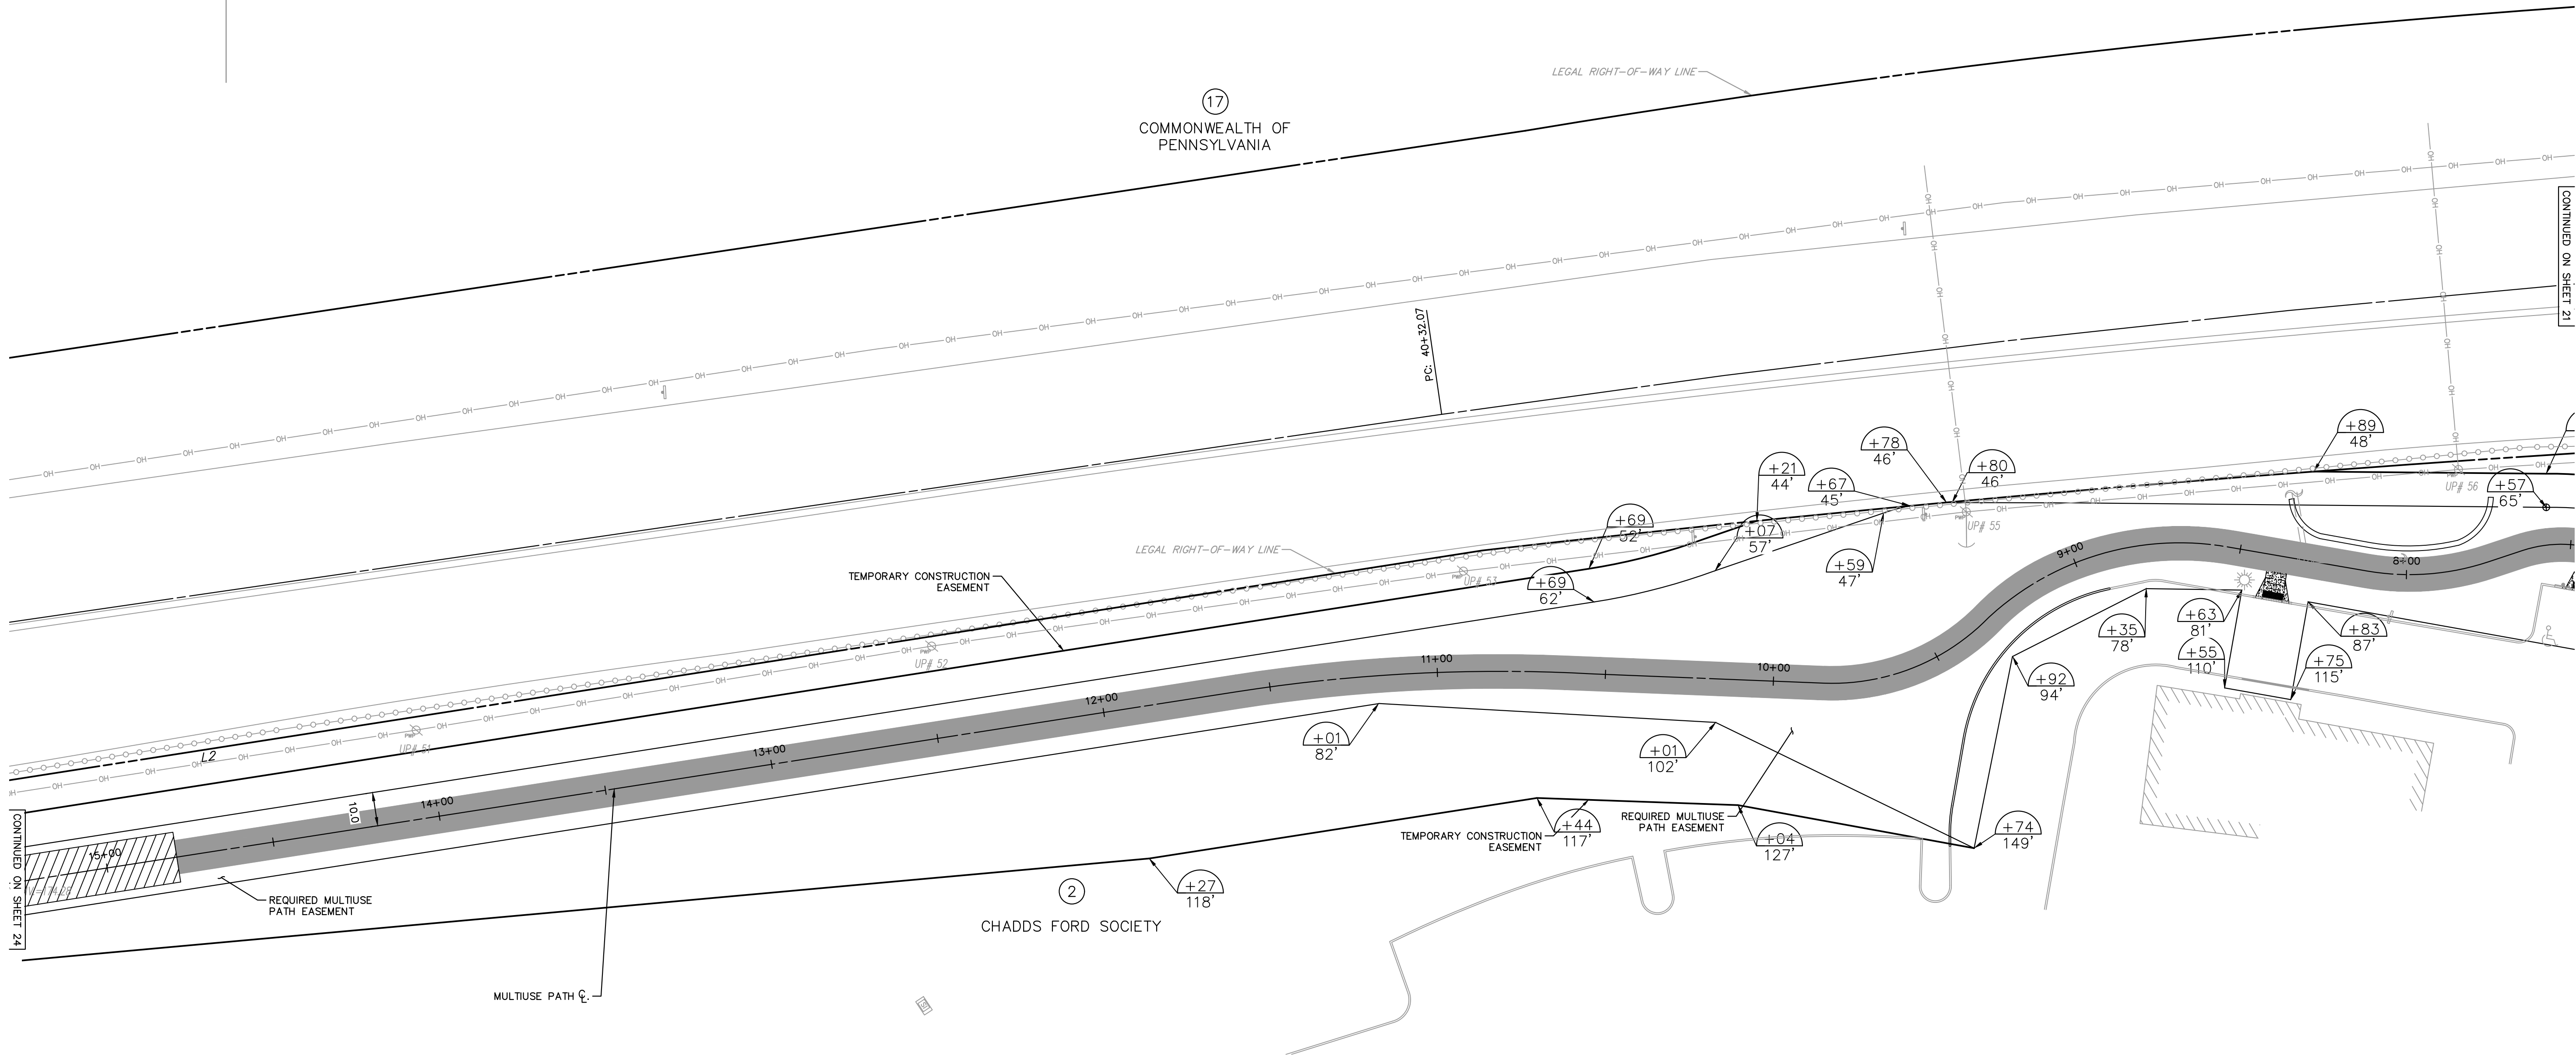 LEGAL RIGHT-OF-WAY LINE
17
COMMONWEALTH OF
PENNSYLVANIA
CONTINUED ON SHEET 21
PC: 40+32.07
+89
48'
+78
46'
+80
46'
+21
44'
+67
45'
+57
65'
UP# 56
+69
52'
+07
57'
UP# 55
LEGAL RIGHT-OF-WAY LINE
TEMPORARY CONSTRUCTION
EASEMENT
UP# 53
+69
62'
+59
47'
9+00
8+00
+63
81'
+35
78'
+83
87'
+55
110'
+75
115'
+92
94'
UP# 52
11+00
10+00
12+00
13+00
14+00
15+00
+01
82'
+01
102'
L2
UP# 51
10.0
CONTINUED ON SHEET 24
REQUIRED MULTIUSE
PATH EASEMENT
TEMPORARY CONSTRUCTION
EASEMENT
+44
117'
REQUIRED MULTIUSE
PATH EASEMENT
+04
127'
+74
149'
+27
118'
2
CHADDS FORD SOCIETY
MULTIUSE PATH ℄.
OH